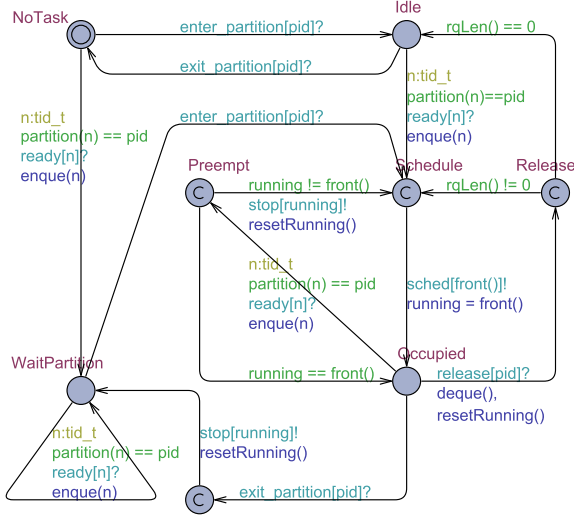 NoTask
Idle
enter_partition[pid]?
rqLen() == 0
exit_partition[pid]?
n:tid_t
partition(n)==pid
ready[n]?
enque(n)
n:tid_t
partition(n) == pid
ready[n]?
enque(n)
enter_partition[pid]?
Preempt
Schedule
Release
C
running != front()
stop[running]!
resetRunning()
C
rqLen() != 0
C
n:tid_t
partition(n) == pid
ready[n]?
enque(n)
sched[front()]!
running = front()
WaitPartition
Occupied
running == front()
release[pid]?
deque(),
resetRunning()
n:tid_t
partition(n) == pid
ready[n]?
enque(n)
stop[running]!
resetRunning()
C
exit_partition[pid]?